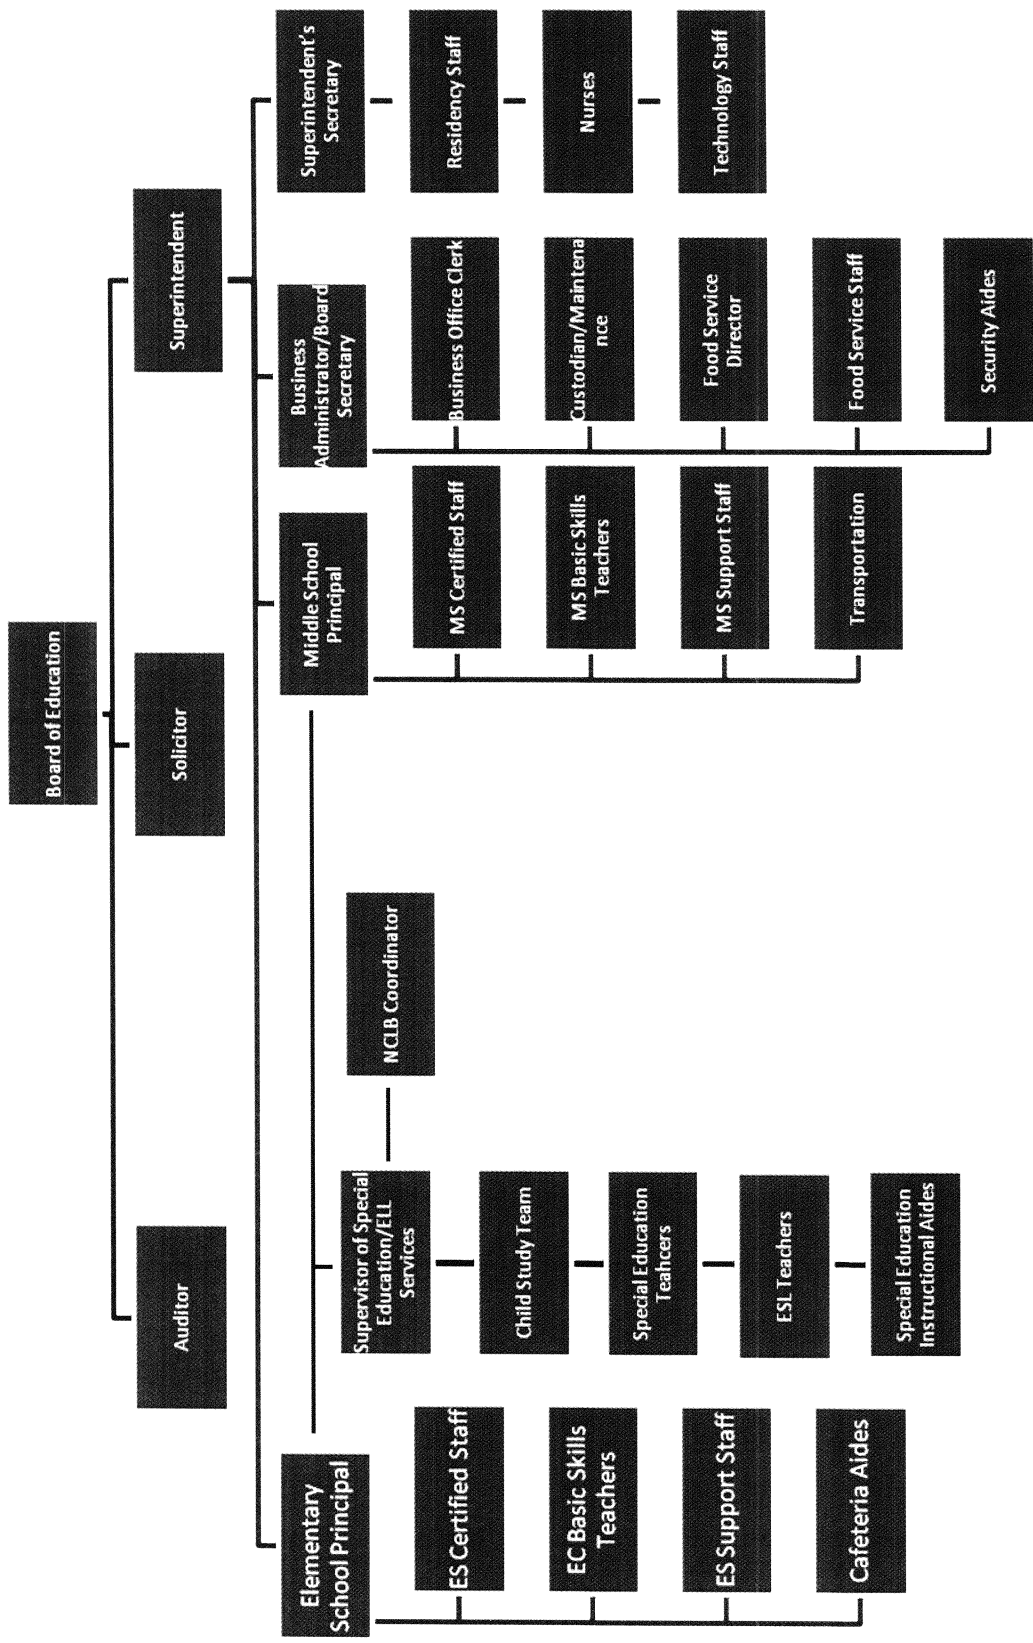 Board of Education
Auditor
Solicitor
Superintendent
Elementary
School Principal
Middle School
Principal
Business
Administrator/Board
Secretary
Superintendent's
Secretary
Supervisor of Special
Education/ELL
Services
NCLB Coordinator
ES Certified Staff
EC Basic Skills
Teachers
ES Support Staff
Cafeteria Aides
Child Study Team
Special Education
Teahcers
ESL Teachers
Special Education
Instructional Aides
MS Certified Staff
MS Basic Skills
Teachers
MS Support Staff
Transportation
Business Office Clerk
Custodian/Maintena
nce
Food Service
Director
Food Service Staff
Security Aides
Residency Staff
Nurses
Technology Staff